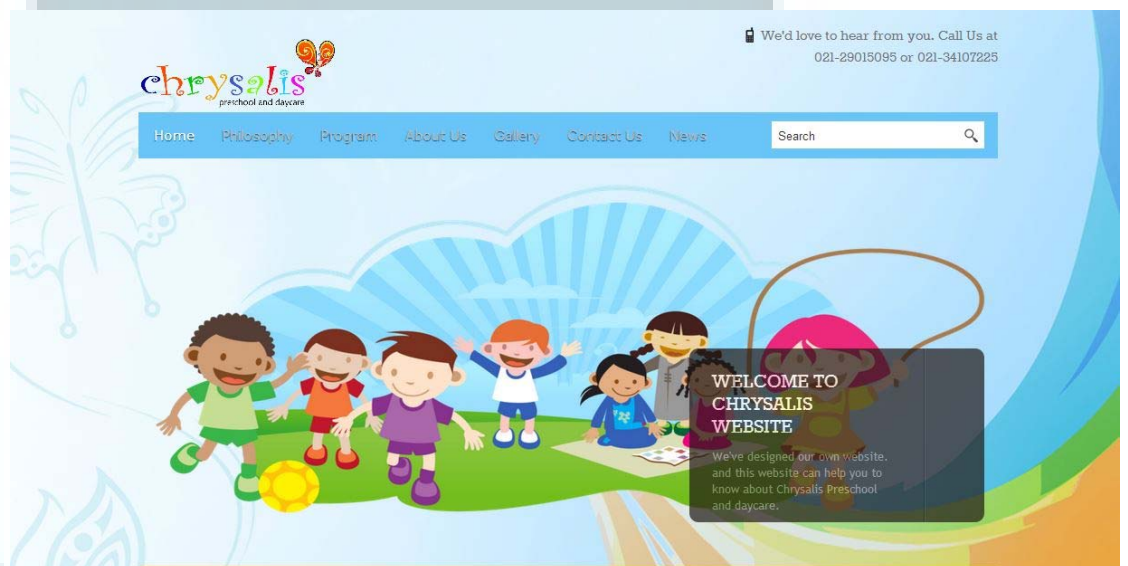 We'd love to hear from you. Call Us at
021-29015095 or 021-34107225
chrysalis
preschool and daycare
Home Philosophy Program About Us Gallery Contact Us News Search
WELCOME TO
CHRYSALIS
WEBSITE
We've designed our own website.
and this website can help you to
know about Chrysalis Preschool
and daycare.